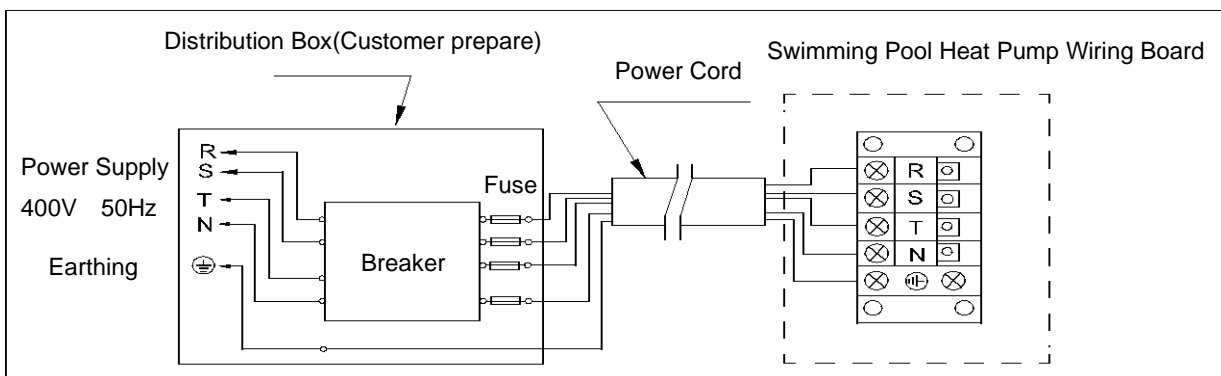 Distribution Box(Customer prepare)
Power Cord
Swimming Pool Heat Pump Wiring Board
Power Supply
400V 50Hz
Earthing
R
S
T
N
Fuse
Breaker
R
S
T
N